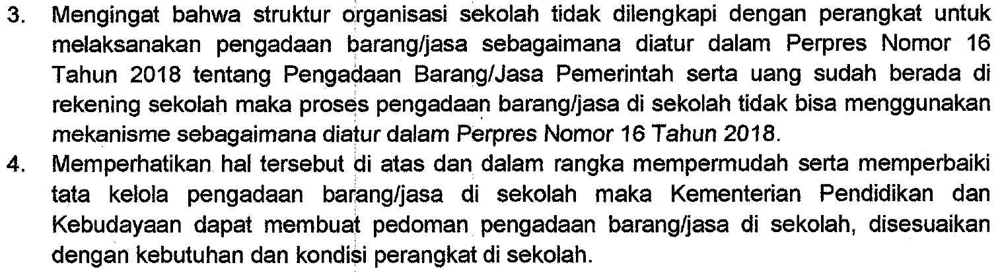 3. Mengingat bahwa struktur organisasi sekolah tidak dilengkapi dengan perangkat untuk
melaksanakan pengadaan barang/jasa sebagaimana diatur dalam Perpres Nomor 16
Tahun 2018 tentang Pengadaan Barang/Jasa Pemerintah serta uang sudah berada di
rekening sekolah maka proses pengadaan barang/jasa di sekolah tidak bisa menggunakan
mekanisme sebagaimana diatur dalam Perpres Nomor 16 Tahun 2018.
4. Memperhatikan hal tersebut di atas dan dalam rangka mempermudah serta memperbaiki
tata kelola pengadaan barang/jasa di sekolah maka Kementerian Pendidikan dan
Kebudayaan dapat membuat pedoman pengadaan barang/jasa di sekolah, disesuaikan
dengan kebutuhan dan kondisi perangkat di sekolah.